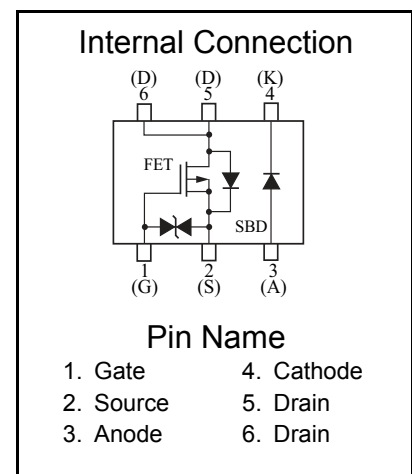 Internal Connection
(D) (D) (K)
6 5 4
FET
SBD
1 2 3
(G) (S) (A)
Pin Name
1. Gate 4. Cathode
2. Source 5. Drain
3. Anode 6. Drain